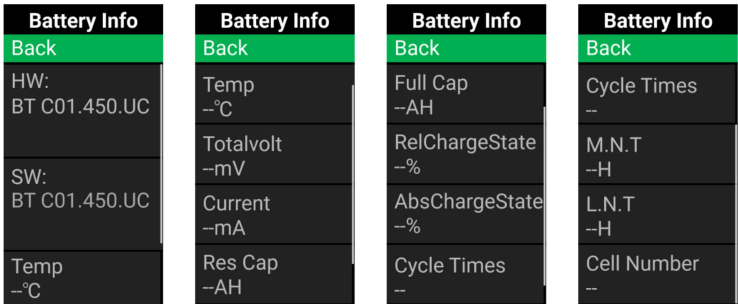 Battery Info
Back
HW:
BT C01.450.UC
SW:
BT C01.450.UC
Temp
--℃
Battery Info
Back
Temp
--℃
Totalvolt
--mV
Current
--mA
Res Cap
--AH
Battery Info
Back
Full Cap
--AH
RelChargeState
--%
AbsChargeState
--%
Cycle Times
--
Battery Info
Back
Cycle Times
--
M.N.T
--H
L.N.T
--H
Cell Number
--